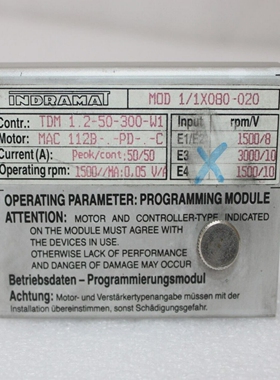 INDRAMAT MOD 1/1X080-020
Contr.: TDM 1.2-50-300-W1 Input rpm/V
Motor: MAC 112B-.-PD-.-C E1/E2 1500/8
Current(A): Peak/cont:50/50 E3 3000/10
Operating rpm: 1500//MA:0.05 V/A E4 1500/10
OPERATING PARAMETER: PROGRAMMING MODULE
ATTENTION: MOTOR AND CONTROLLER-TYPE, INDICATED
ON THE MODULE MUST AGREE WITH
THE DEVICES IN USE,
OTHERWISE LACK OF PERFORMANCE
AND DAMAGE MAY OCCUR
Betriebsdaten - Programmierungsmodul
Achtung: Motor- und Verstärkertypenangabe müssen mit der
Installation übereinstimmen, sonst Schädigungsgefahr.